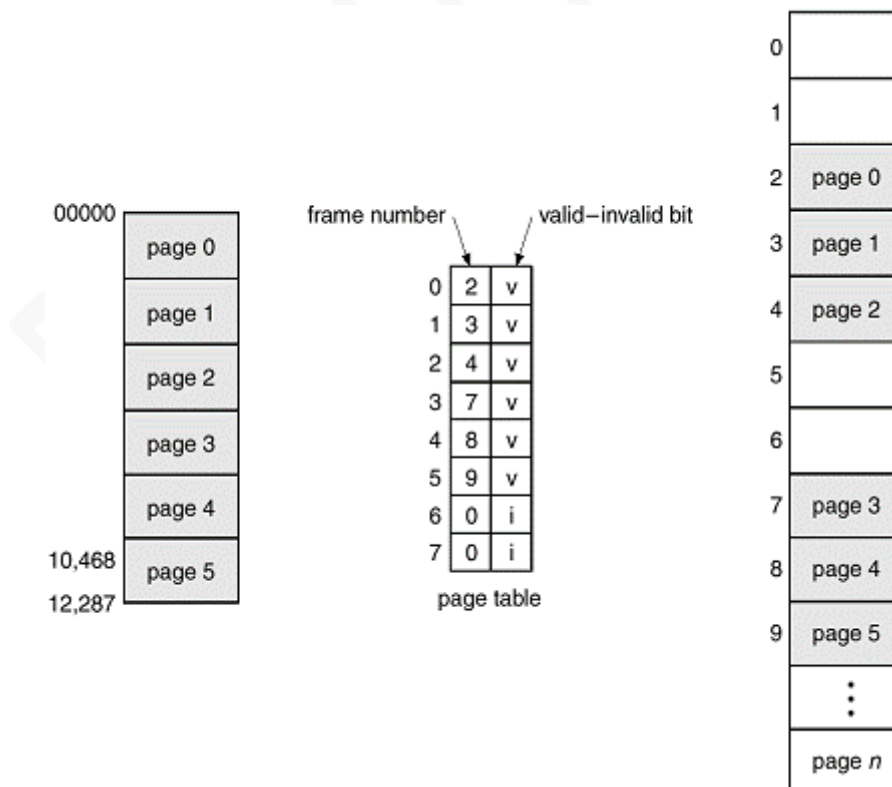 00000
page 0
page 1
page 2
page 3
page 4
10,468
page 5
12,287
frame number
valid–invalid bit
0 2 v
1 3 v
2 4 v
3 7 v
4 8 v
5 9 v
6 0 i
7 0 i
page table
0
1
2 page 0
3 page 1
4 page 2
5
6
7 page 3
8 page 4
9 page 5
page n